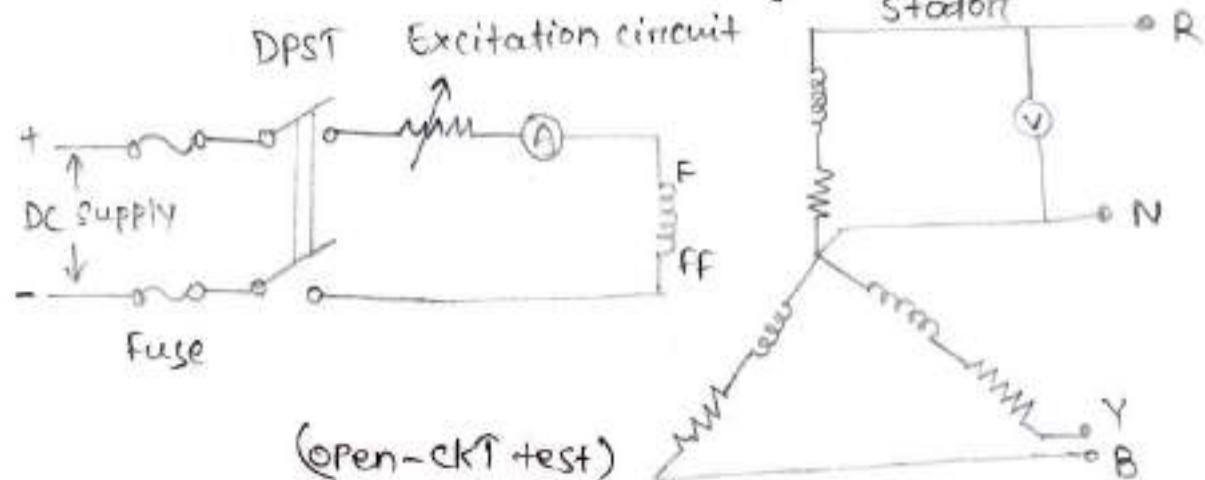 Stator
DPST Excitation circuit
R
+
A
V
F
DC Supply
N
FF
-
Fuse
Y
(open-ckt test)
B